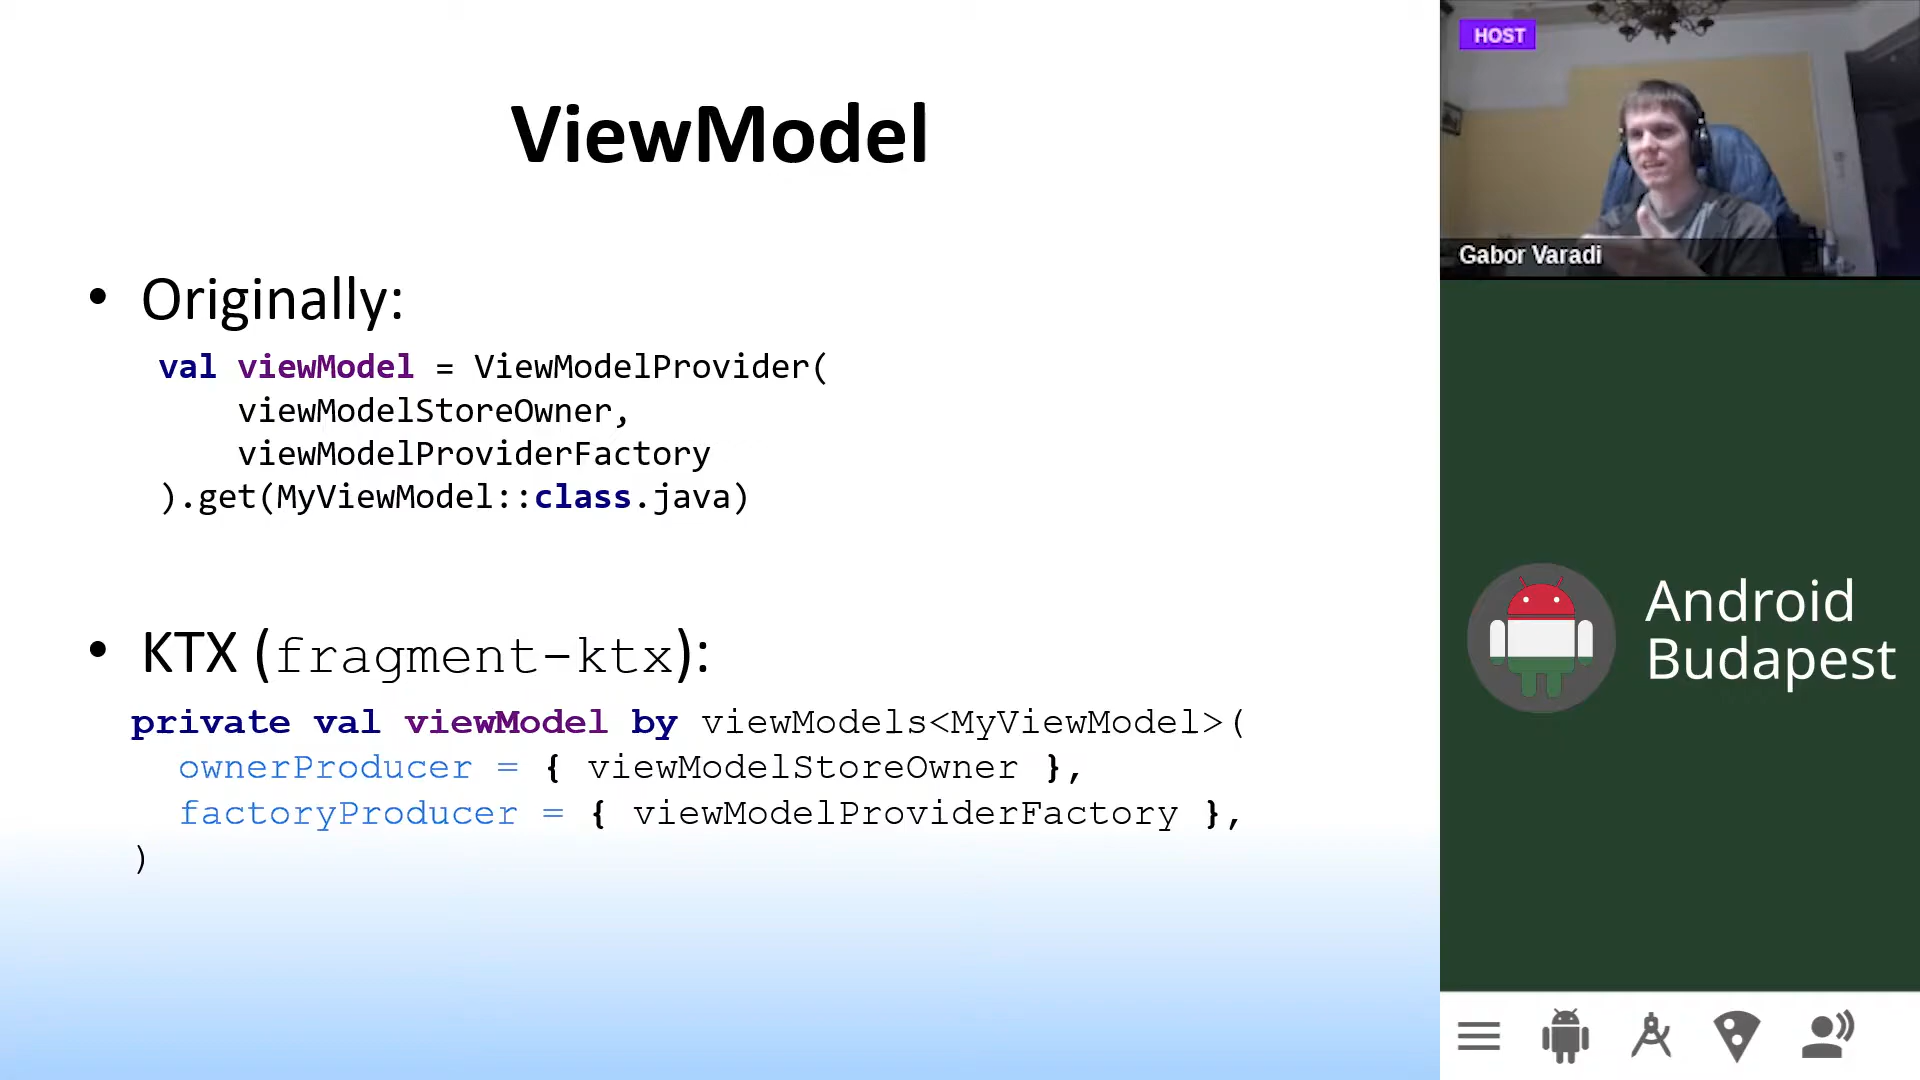 ViewModel
• Originally:
val viewModel = ViewModelProvider(
viewModelStoreOwner,
viewModelProviderFactory
).get(MyViewModel::class.java)
• KTX (fragment-ktx):
private val viewModel by viewModels<MyViewModel>(
ownerProducer = { viewModelStoreOwner },
factoryProducer = { viewModelProviderFactory },
)
HOST
Gabor Varadi
Android
Budapest